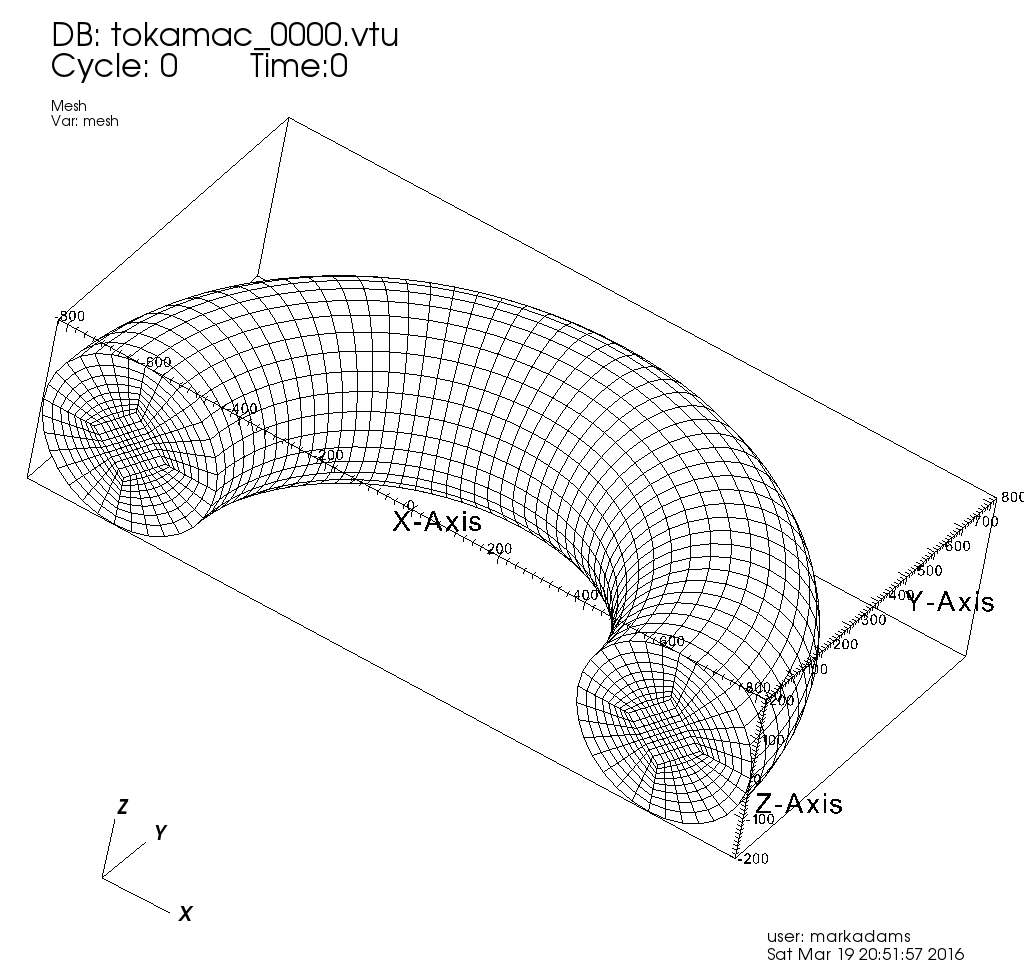 DB: tokamac_0000.vtu
Cycle: 0 Time:0
Mesh
Var: mesh
-800
-600
-400
-200
0
X-Axis
200
400
600
800
800
700
600
500
400
Y-Axis
300
200
100
200
100
0
Z-Axis
-100
-200
Z
Y
X
user: markadams
Sat Mar 19 20:51:57 2016